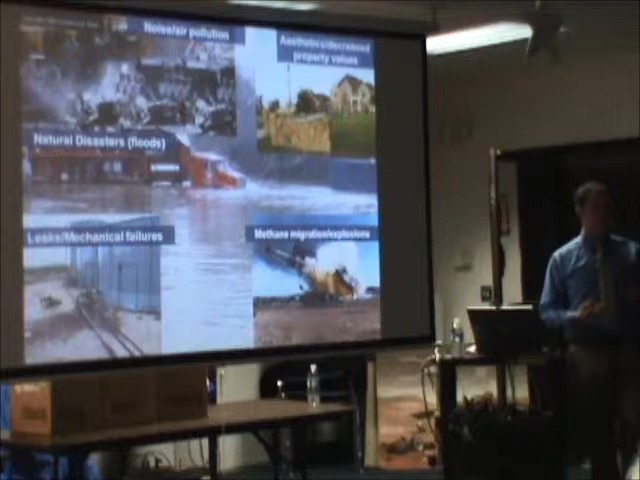 Noise/air pollution
Aesthetics/decreased
property values
Natural Disasters (floods)
Leaks/Mechanical failures
Methane migration/explosions